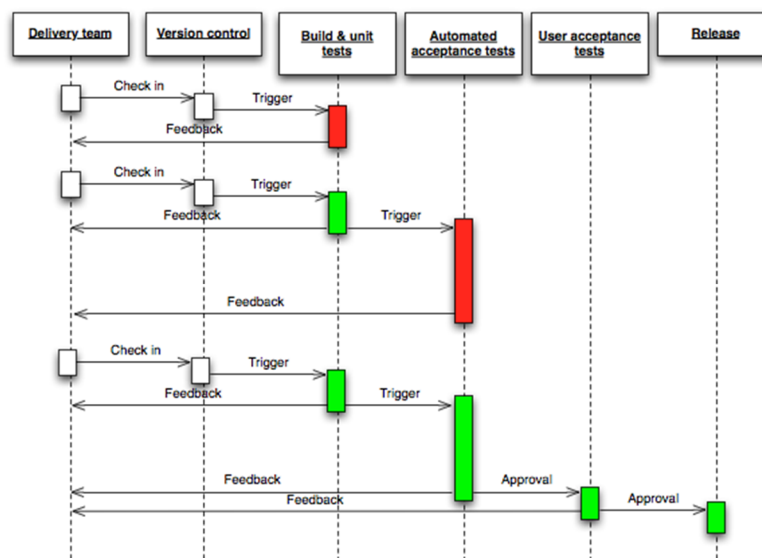 Delivery team
Version control
Build & unit
tests
Automated
acceptance tests
User acceptance
tests
Release
Check in
Trigger
Feedback
Check in
Trigger
Feedback
Trigger
Feedback
Check in
Trigger
Feedback
Trigger
Feedback
Approval
Feedback
Approval